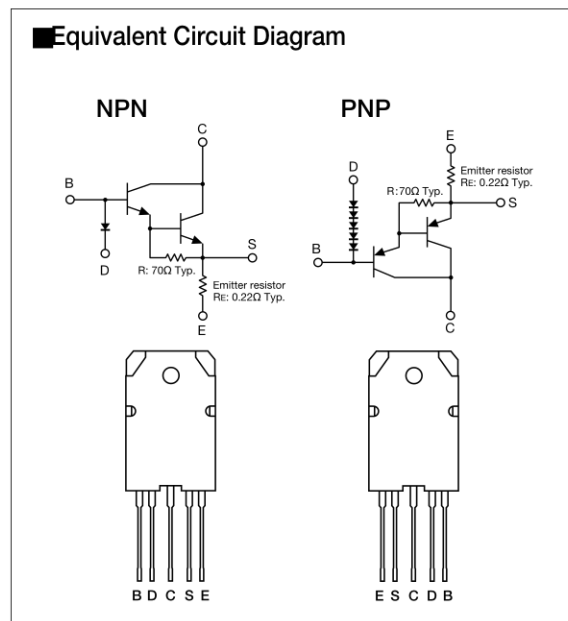 ■Equivalent Circuit Diagram
NPN
C
B
D
S
R: 70Ω Typ.
Emitter resistor
RE: 0.22Ω Typ.
E
PNP
E
D
Emitter resistor
RE: 0.22Ω Typ.
R:70Ω Typ.
S
B
C
B D C S E
E S C D B